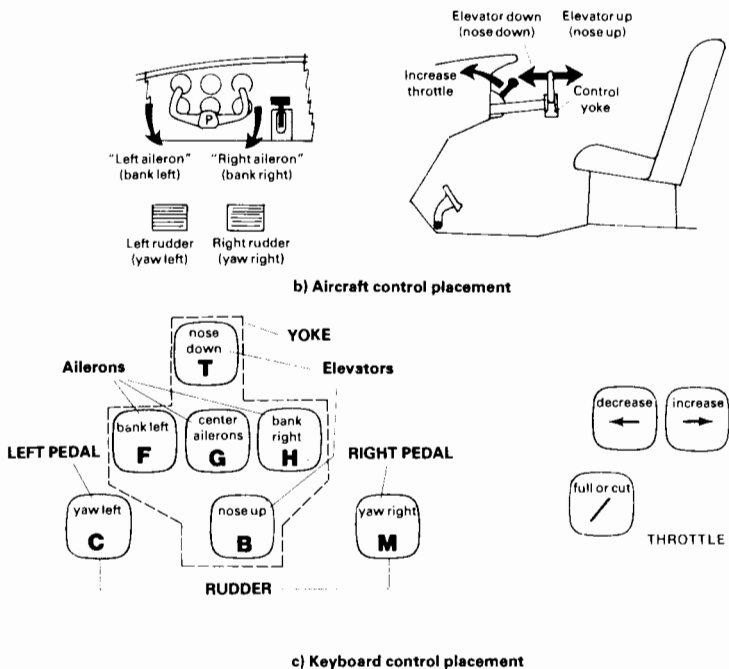 Elevator down
(nose down)
Elevator up
(nose up)
Increase
throttle
Control
yoke
P
"Left aileron"
(bank left)
"Right aileron"
(bank right)
Left rudder
(yaw left)
Right rudder
(yaw right)
b) Aircraft control placement
nose
down
T
YOKE
Ailerons
Elevators
bank left
F
center
ailerons
G
bank
right
H
decrease
←
increase
→
LEFT PEDAL
RIGHT PEDAL
yaw left
C
nose up
B
yaw right
M
full or cut
/
THROTTLE
RUDDER
c) Keyboard control placement